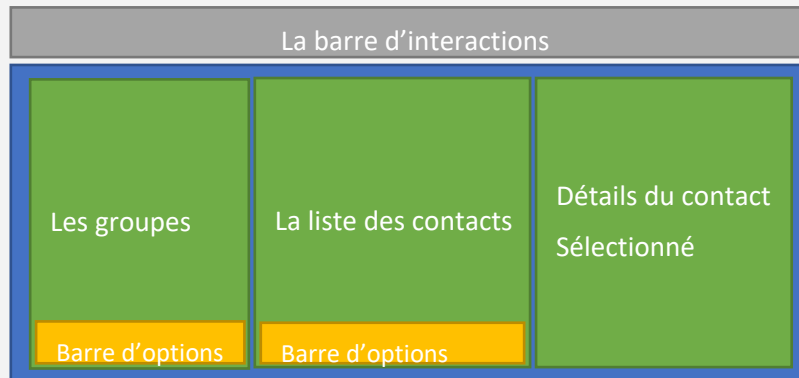 La barre d’interactions
Les groupes
Barre d’options
La liste des contacts
Barre d’options
Détails du contact
Sélectionné